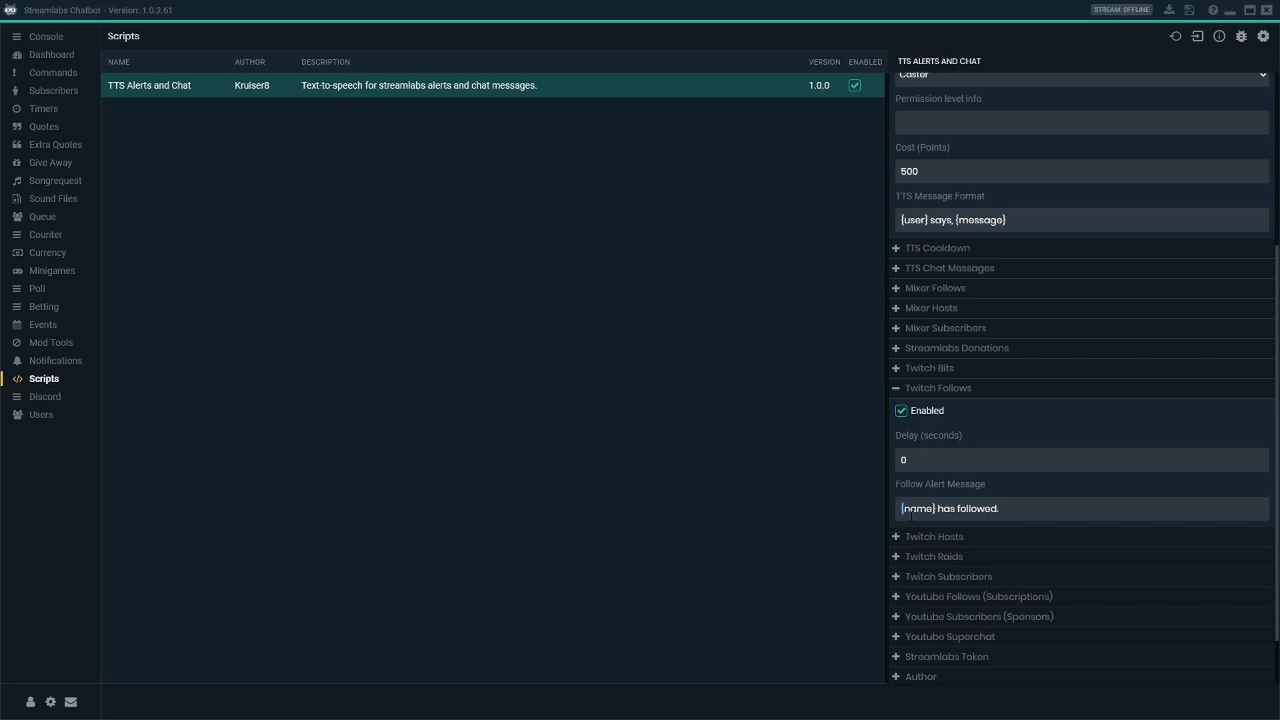 Streamlabs Chatbot - Version: 1.0.2.61
STREAM: OFFLINE
Console
Dashboard
Commands
Subscribers
Timers
Quotes
Extra Quotes
Give Away
Songrequest
Sound Files
Queue
Counter
Currency
Minigames
Poll
Betting
Events
Mod Tools
Notifications
Scripts
Discord
Users
Scripts
NAME AUTHOR DESCRIPTION VERSION ENABLED
TTS Alerts and Chat Kruiser8 Text-to-speech for streamlabs alerts and chat messages. 1.0.0
TTS ALERTS AND CHAT
Caster
Permission level info
Cost (Points)
500
TTS Message Format
{user} says, {message}
TTS Cooldown
TTS Chat Messages
Mixer Follows
Mixer Hosts
Mixer Subscribers
Streamlabs Donations
Twitch Bits
Twitch Follows
Enabled
Delay (seconds)
0
Follow Alert Message
{name} has followed.
Twitch Hosts
Twitch Raids
Twitch Subscribers
Youtube Follows (Subscriptions)
Youtube Subscribers (Sponsors)
Youtube Superchat
Streamlabs Token
Author